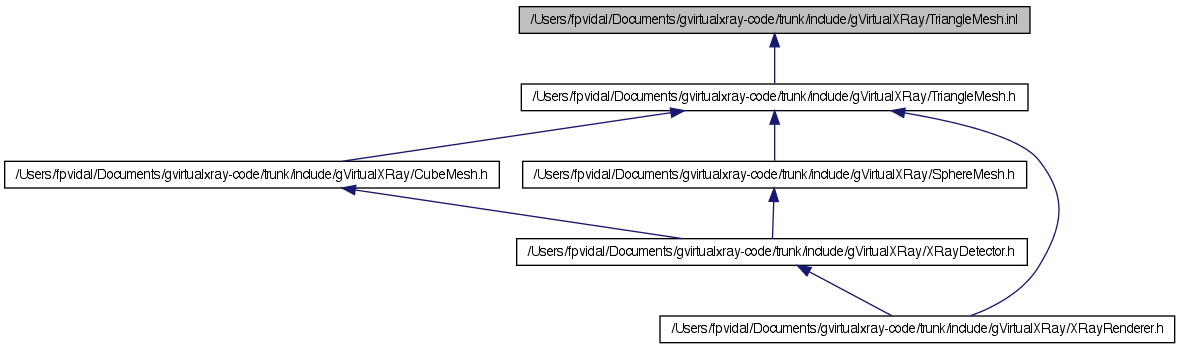 /Users/fpvidal/Documents/gvirtualxray-code/trunk/include/gVirtualXRay/TriangleMesh.inl
/Users/fpvidal/Documents/gvirtualxray-code/trunk/include/gVirtualXRay/TriangleMesh.h
/Users/fpvidal/Documents/gvirtualxray-code/trunk/include/gVirtualXRay/CubeMesh.h
/Users/fpvidal/Documents/gvirtualxray-code/trunk/include/gVirtualXRay/SphereMesh.h
/Users/fpvidal/Documents/gvirtualxray-code/trunk/include/gVirtualXRay/XRayDetector.h
/Users/fpvidal/Documents/gvirtualxray-code/trunk/include/gVirtualXRay/XRayRenderer.h